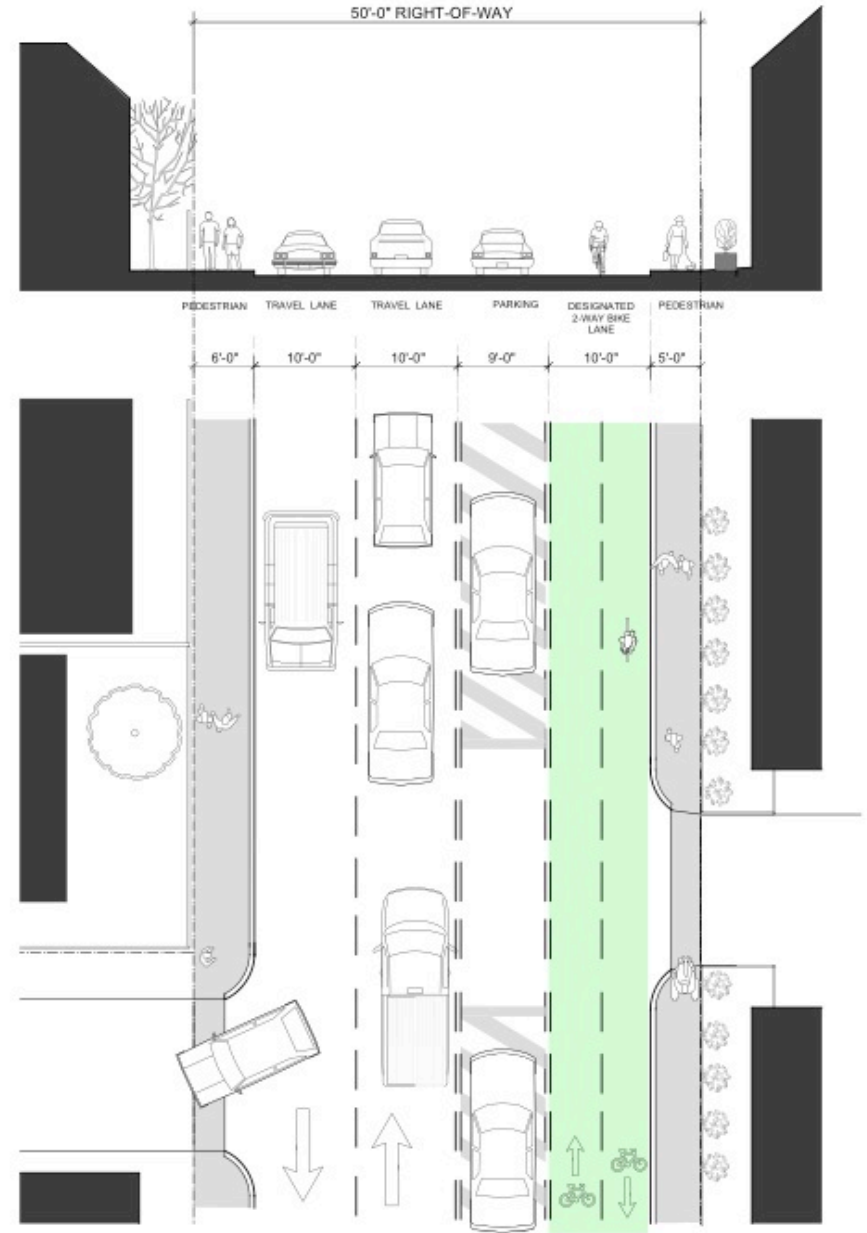 50'-0" RIGHT-OF-WAY
PEDESTRIAN
TRAVEL LANE
TRAVEL LANE
PARKING
DESIGNATED
2-WAY BIKE
LANE
PEDESTRIAN
6'-0"
10'-0"
10'-0"
9'-0"
10'-0"
5'-0"